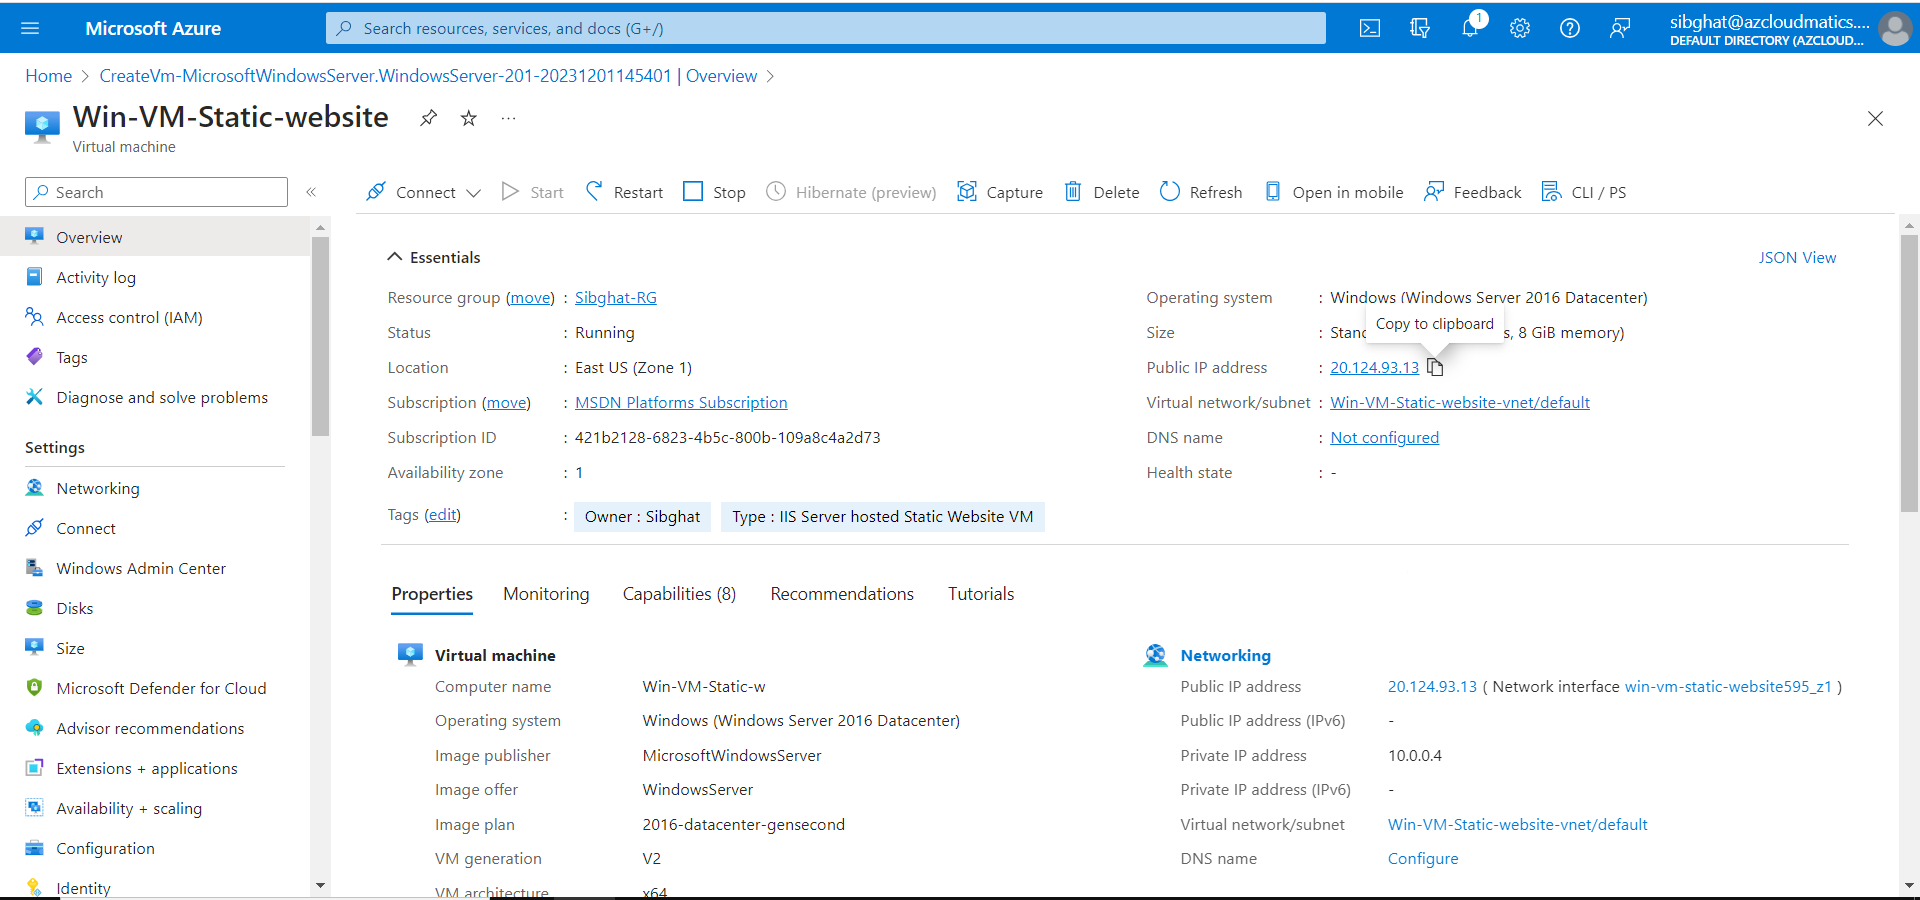 Microsoft Azure
Search resources, services, and docs (G+/)
1
sibghat@azcloudmatics....
DEFAULT DIRECTORY (AZCLOUD...
Home > CreateVm-MicrosoftWindowsServer.WindowsServer-201-20231201145401 | Overview >
Win-VM-Static-website
Virtual machine
Search
Connect
Start
Restart
Stop
Hibernate (preview)
Capture
Delete
Refresh
Open in mobile
Feedback
CLI / PS
Overview
Activity log
Access control (IAM)
Tags
Diagnose and solve problems
Settings
Networking
Connect
Windows Admin Center
Disks
Size
Microsoft Defender for Cloud
Advisor recommendations
Extensions + applications
Availability + scaling
Configuration
Identity
Essentials
JSON View
Resource group (move) : Sibghat-RG
Status : Running
Location : East US (Zone 1)
Subscription (move) : MSDN Platforms Subscription
Subscription ID : 421b2128-6823-4b5c-800b-109a8c4a2d73
Availability zone : 1
Tags (edit) : Owner : Sibghat Type : IIS Server hosted Static Website VM
Operating system : Windows (Windows Server 2016 Datacenter)
Copy to clipboard
Size : Stanc s, 8 GiB memory)
Public IP address : 20.124.93.13
Virtual network/subnet : Win-VM-Static-website-vnet/default
DNS name : Not configured
Health state : -
Properties
Monitoring
Capabilities (8)
Recommendations
Tutorials
Virtual machine
Computer name Win-VM-Static-w
Operating system Windows (Windows Server 2016 Datacenter)
Image publisher MicrosoftWindowsServer
Image offer WindowsServer
Image plan 2016-datacenter-gensecond
VM generation V2
VM architecture x64
Networking
Public IP address 20.124.93.13 ( Network interface win-vm-static-website595_z1 )
Public IP address (IPv6) -
Private IP address 10.0.0.4
Private IP address (IPv6) -
Virtual network/subnet Win-VM-Static-website-vnet/default
DNS name Configure